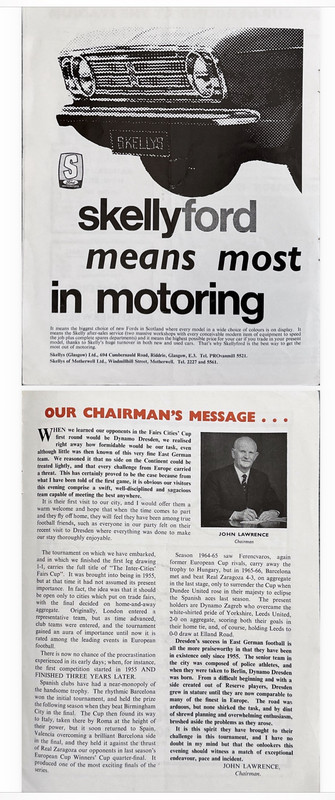 SKELLYS
S
skellyford
means most
in motoring
It means the biggest choice of new Fords in Scotland where every model in a wide choice of colours is on display. It
means the Skelly after-sales service (two massive workshops with every conceivable modern item of equipment to speed
the job plus complete spares departments) and it means the highest possible price for your car if you trade in your present
model, thanks to Skelly's huge turnover in both new and used cars. That's why Skellyford is the best way to get the
most out of motoring.
Skellys (Glasgow) Ltd., 604 Cumbernauld Road, Riddrie, Glasgow, E.3. Tel. PROvanmill 5521.
Skellys of Motherwell Ltd., Windmillhill Street, Motherwell. Tel. 2227 and 5561.
OUR CHAIRMAN'S MESSAGE . . .
WHEN we learned our opponents in the Fairs Cities' Cup
first round would be Dynamo Dresden, we realised
right away how formidable would be our task, even
although little was then known of this very fine East German
team. We reasoned it that no side on the Continent could be
treated lightly, and that every challenge from Europe carried
a threat. This has certainly proved to be the case because from
what I have been told of the first game, it is obvious our visitors
this evening comprise a swift, well-disciplined and sagacious
team capable of meeting the best anywhere.
It is their first visit to our city, and I would offer them a
warm welcome and hope that when the time comes to part
and they fly off home, they will feel they have been among true
football friends, such as everyone in our party felt on their
recent visit to Dresden where everything was done to make
our stay thoroughly enjoyable.
JOHN LAWRENCE
Chairman
The tournament on which we have embarked,
and in which we finished the first leg drawing
1-1, carries the full title of "The Inter-Cities'
Fairs Cup". It was brought into being in 1955,
but at that time it had not assumed its present
importance. In fact, the idea was that it should
be open only to cities which put on trade fairs,
with the final decided on home-and-away
aggregate. Originally, London entered a
representative team, but as time advanced,
club teams were entered, and the tournament
gained an aura of importance until now it is
rated among the leading events in European
football.
There is now no chance of the procrastination
experienced in its early days; when, for instance,
the first competition started in 1955 AND
FINISHED THREE YEARS LATER.
Spanish clubs have had a near-monopoly of
the handsome trophy. The rhythmic Barcelona
won the initial tournament, and held the prize
the following season when they beat Birmingham
City in the final. The Cup then found its way
to Italy, taken there by Roma at the height of
their power, but it soon returned to Spain,
Valencia overcoming a brilliant Barcelona side
in the final, and they held it against the thrust
of Real Zaragoza our opponents in last season's
European Cup Winners' Cup quarter-final. It
produced one of the most exciting finals of the
series.
Season 1964-65 saw Ferencvaros, again
former European Cup rivals, carry away the
trophy to Hungary, but in 1965-66, Barcelona
met and beat Real Zaragoza 4-3, on aggregate
in the last stage, only to surrender the Cup when
Dundee United rose in their majesty to eclipse
the Spanish aces last season. The present
holders are Dynamo Zagreb who overcame the
white-shirted pride of Yorkshire, Leeds United,
2-0 on aggregate, scoring both their goals in
their home tie, and, of course, holding Leeds to
0-0 draw at Elland Road.
Dresden's success in East German football is
all the more praiseworthy in that they have been
in existence only since 1955. The senior team in
the city was composed of police athletes, and
when they were taken to Berlin, Dynamo Dresden
was born. From a difficult beginning and with a
side created out of Reserve players, Dresden
grew in stature until they are now comparable to
many of the finest in Europe. The road was
arduous, but none shirked the task, and by dint
of shrewd planning and overwhelming enthusiasm,
brushed aside the problems as they arose.
It is this spirit they have brought to their
challenge in this tournament, and I have no
doubt in my mind but that the onlookers this
evening should witness a match of exceptional
endeavour, pace and incident.
JOHN LAWRENCE,
Chairman.